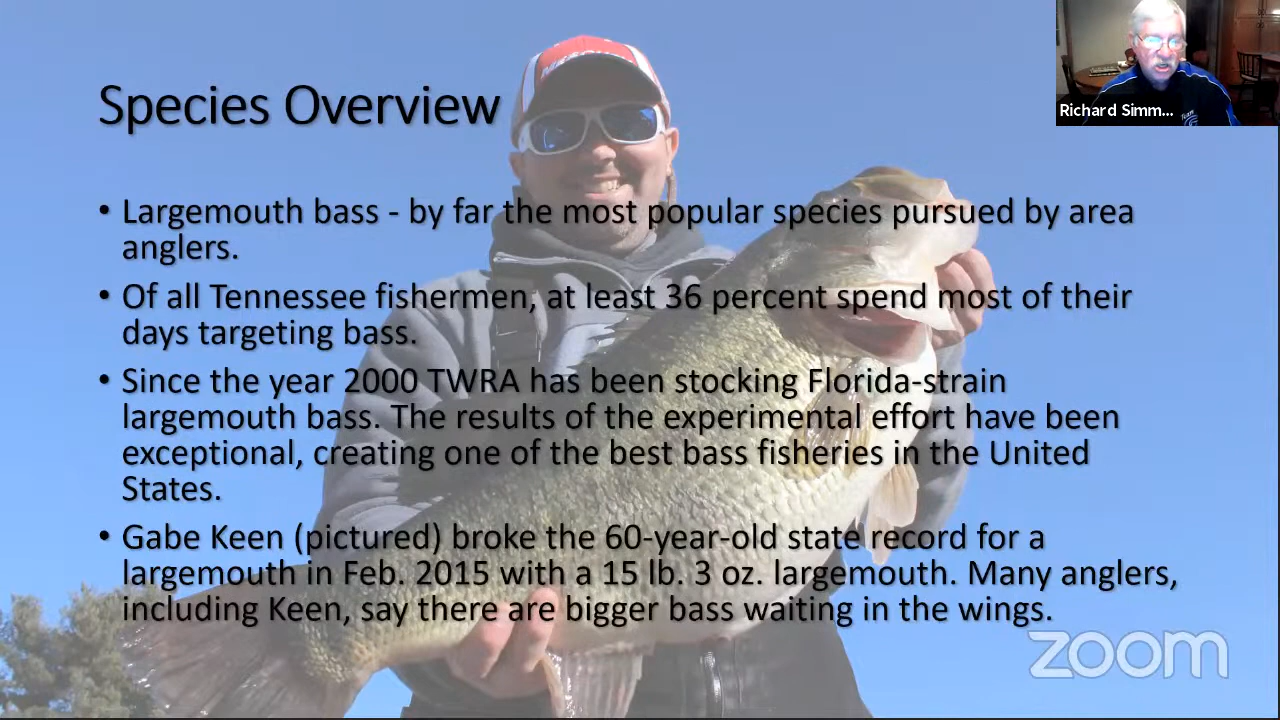 Species Overview
Richard Simm...
• Largemouth bass - by far the most popular species pursued by area
anglers.
• Of all Tennessee fishermen, at least 36 percent spend most of their
days targeting bass.
• Since the year 2000 TWRA has been stocking Florida-strain
largemouth bass. The results of the experimental effort have been
exceptional, creating one of the best bass fisheries in the United
States.
• Gabe Keen (pictured) broke the 60-year-old state record for a
largemouth in Feb. 2015 with a 15 lb. 3 oz. largemouth. Many anglers,
including Keen, say there are bigger bass waiting in the wings.
zoom